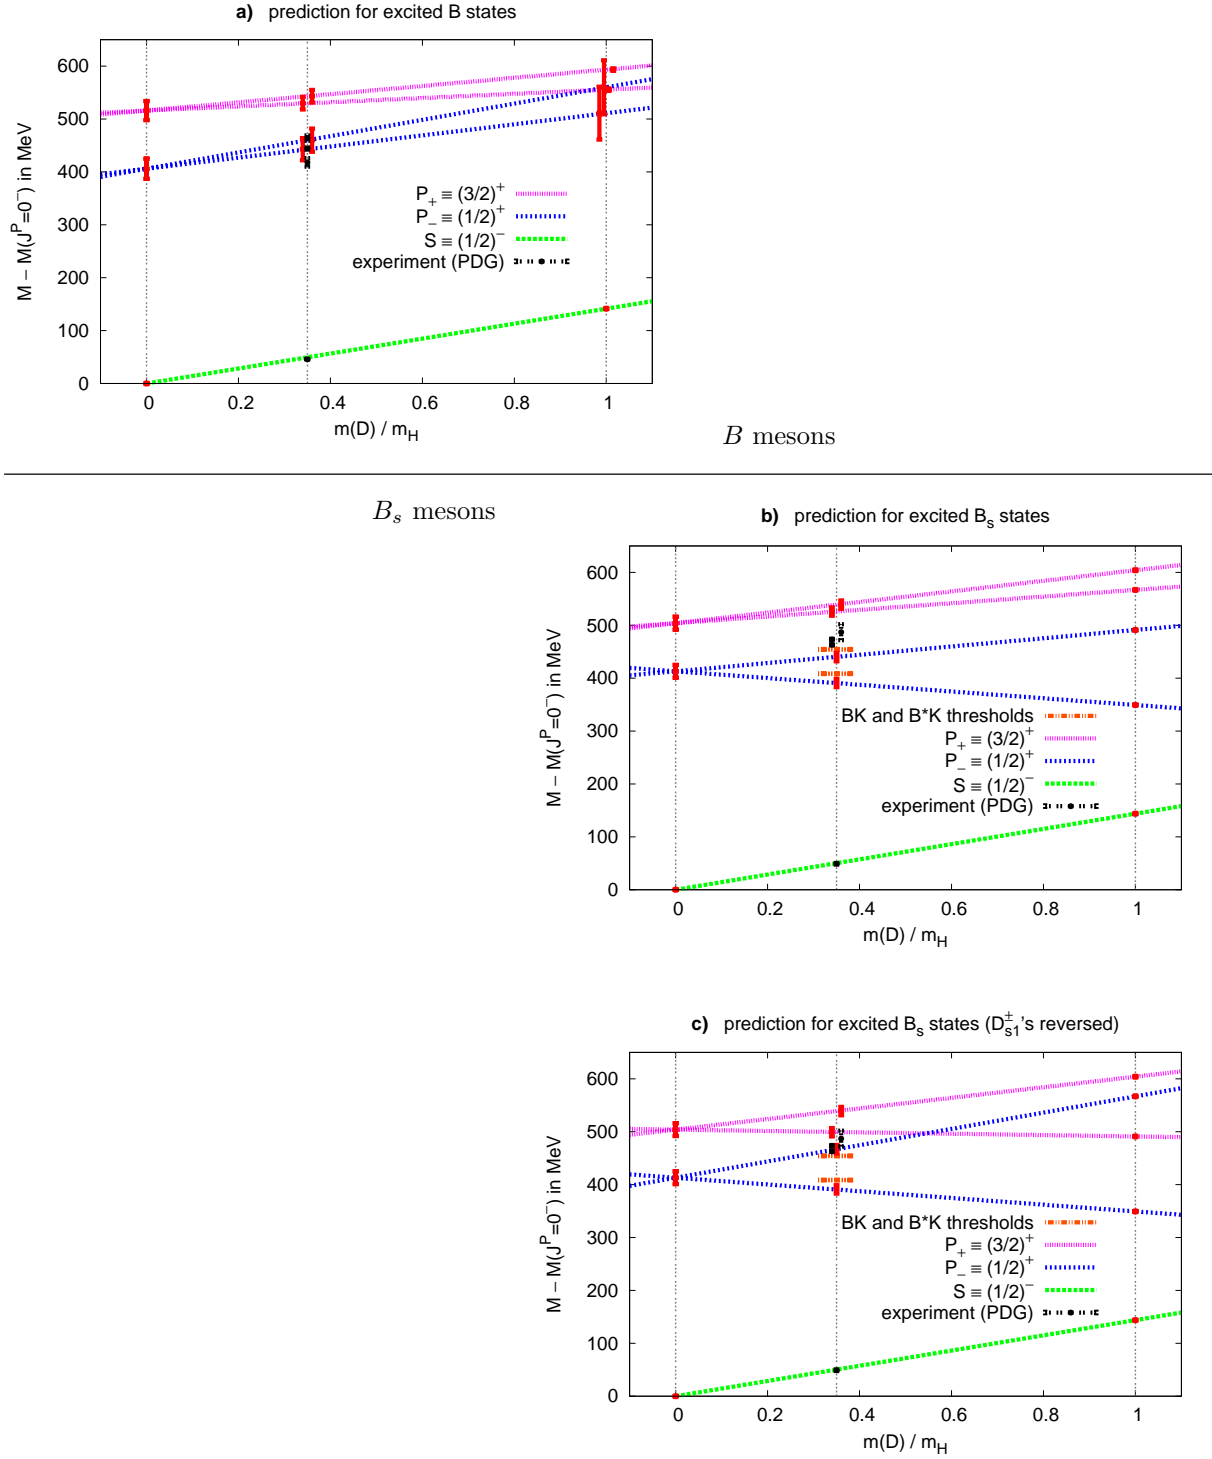 a) prediction for excited B states
M – M(J^P=0^–) in MeV
600
500
400
300
200
100
0
P_+ ≡ (3/2)^+
P_– ≡ (1/2)^+
S ≡ (1/2)^–
experiment (PDG)
0 0.2 0.4 0.6 0.8 1
m(D) / m_H
B mesons
B_s mesons
b) prediction for excited B_s states
M – M(J^P=0^–) in MeV
600
500
400
300
200
100
0
BK and B*K thresholds
P_+ ≡ (3/2)^+
P_– ≡ (1/2)^+
S ≡ (1/2)^–
experiment (PDG)
0 0.2 0.4 0.6 0.8 1
m(D) / m_H
c) prediction for excited B_s states (D_{s1}^±'s reversed)
M – M(J^P=0^–) in MeV
600
500
400
300
200
100
0
BK and B*K thresholds
P_+ ≡ (3/2)^+
P_– ≡ (1/2)^+
S ≡ (1/2)^–
experiment (PDG)
0 0.2 0.4 0.6 0.8 1
m(D) / m_H